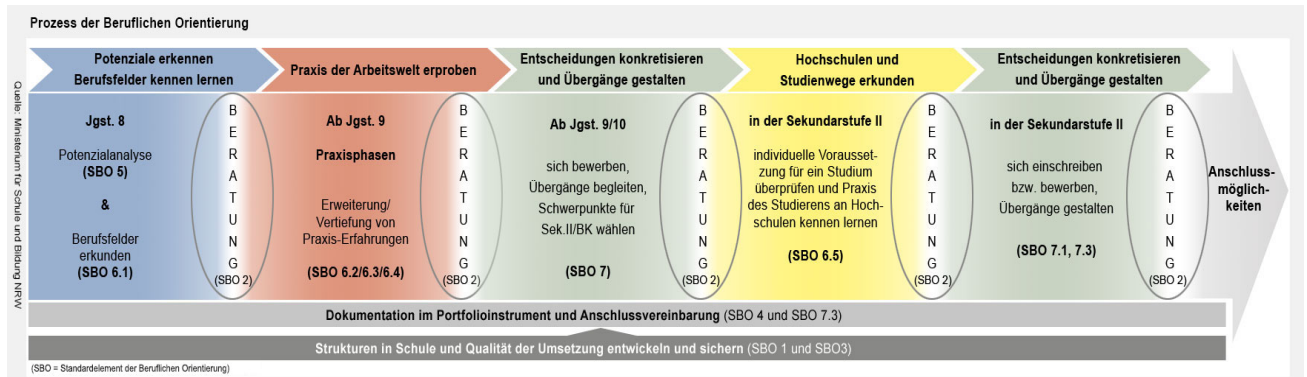 Prozess der Beruflichen Orientierung
Potenziale erkennen
Berufsfelder kennen lernen
Praxis der Arbeitswelt erproben
Entscheidungen konkretisieren
und Übergänge gestalten
Hochschulen und
Studienwege erkunden
Entscheidungen konkretisieren
und Übergänge gestalten
Quelle: Ministerium für Schule und Bildung NRW
Jgst. 8
Potenzialanalyse
(SBO 5)
&
Berufsfelder
erkunden
(SBO 6.1)
BERATUNG
(SBO 2)
Ab Jgst. 9
Praxisphasen
Erweiterung/
Vertiefung von
Praxis-Erfahrungen
(SBO 6.2/6.3/6.4)
BERATUNG
(SBO 2)
Ab Jgst. 9/10
sich bewerben,
Übergänge begleiten,
Schwerpunkte für
Sek.II/BK wählen
(SBO 7)
BERATUNG
(SBO 2)
in der Sekundarstufe II
individuelle Vorausset-
zung für ein Studium
überprüfen und Praxis
des Studierens an Hoch-
schulen kennen lernen
(SBO 6.5)
BERATUNG
(SBO 2)
in der Sekundarstufe II
sich einschreiben
bzw. bewerben,
Übergänge gestalten
(SBO 7.1, 7.3)
BERATUNG
(SBO 2)
Anschluss-
möglich-
keiten
Dokumentation im Portfolioinstrument und Anschlussvereinbarung (SBO 4 und SBO 7.3)
Strukturen in Schule und Qualität der Umsetzung entwickeln und sichern (SBO 1 und SBO3)
(SBO = Standardelement der Beruflichen Orientierung)